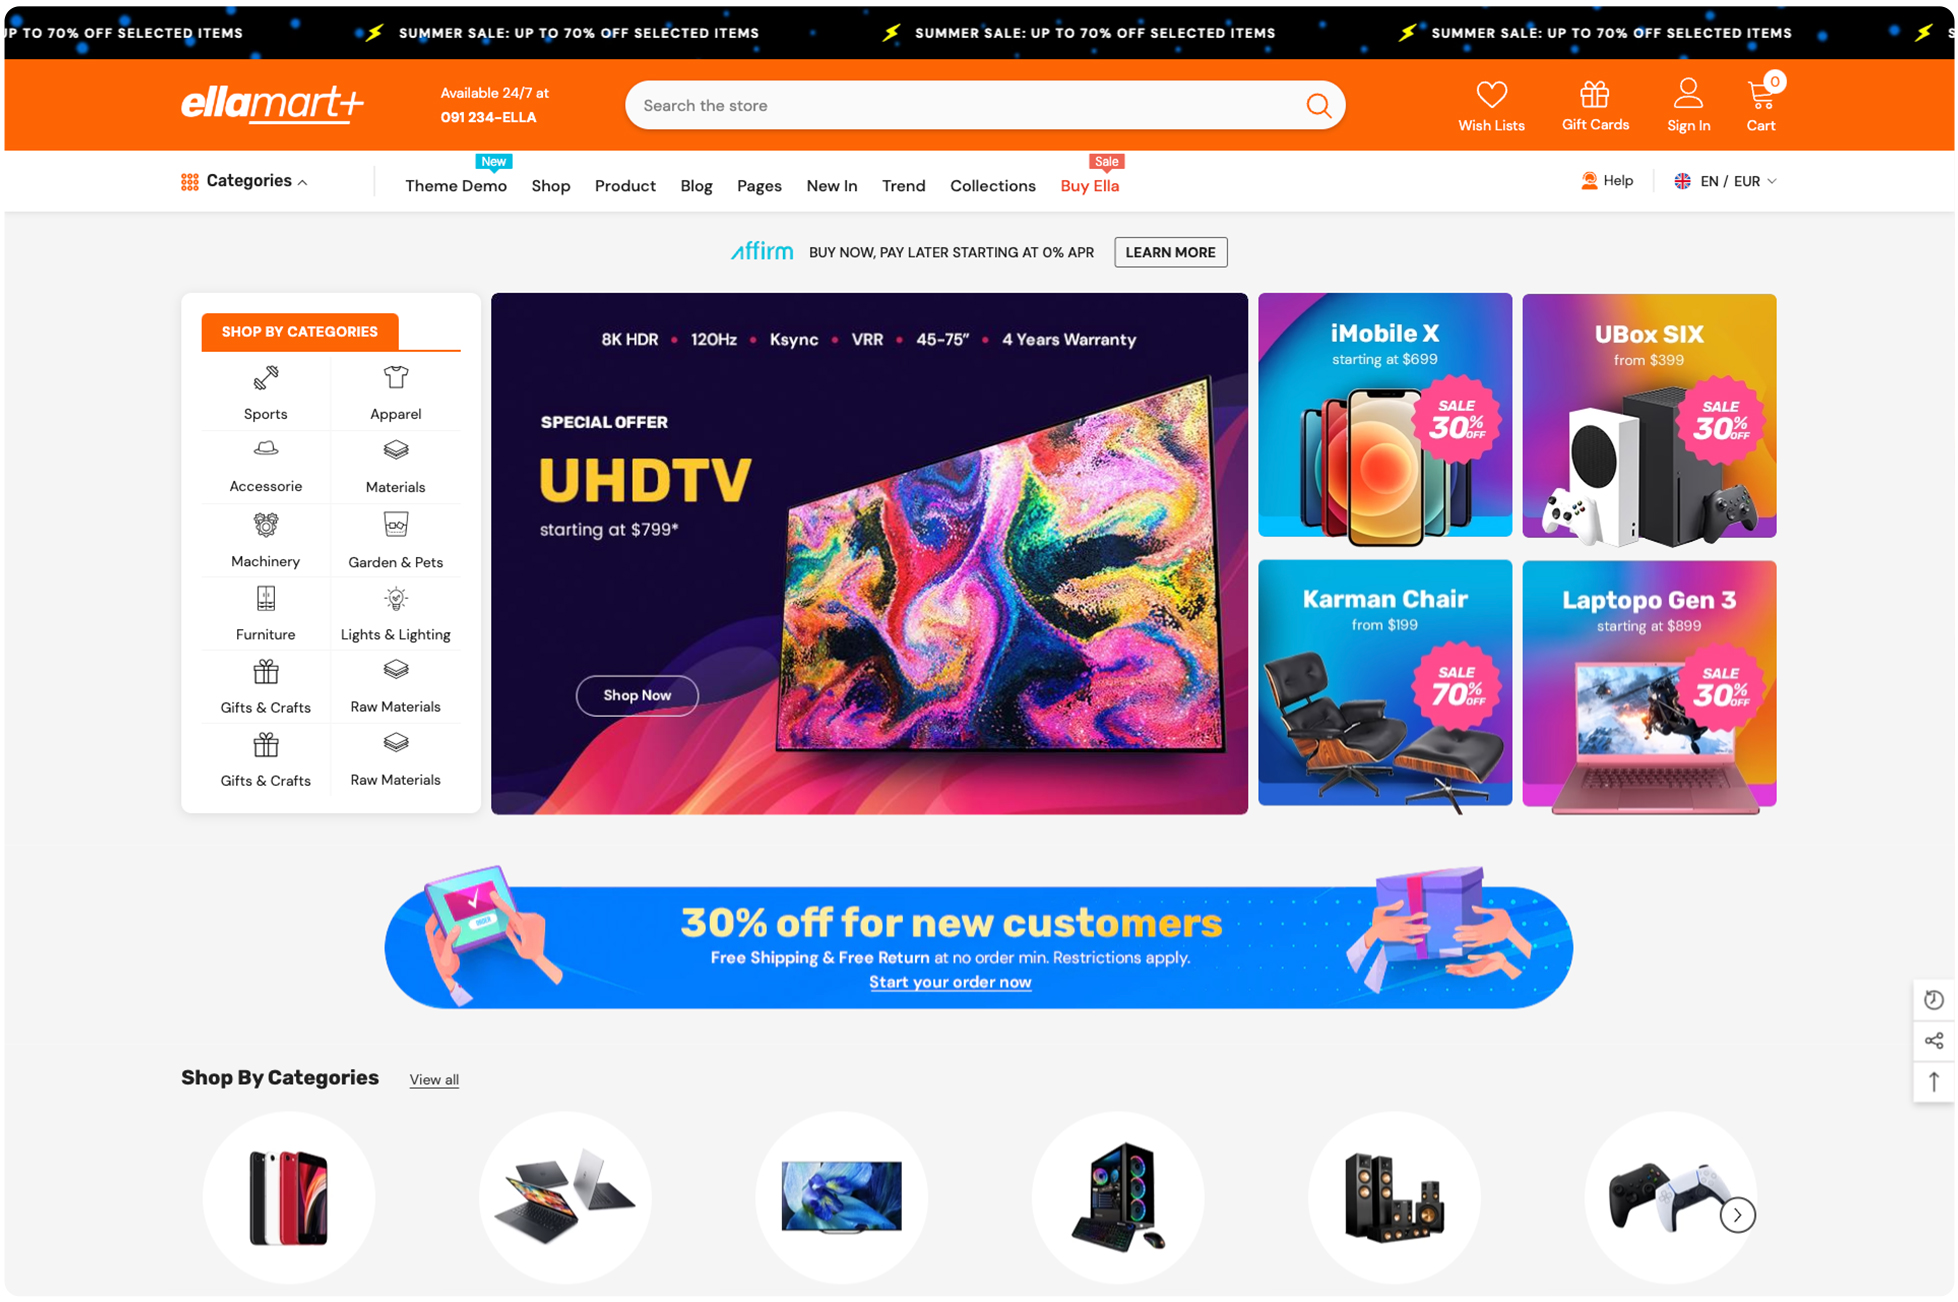 UP TO 70% OFF SELECTED ITEMS
SUMMER SALE: UP TO 70% OFF SELECTED ITEMS
SUMMER SALE: UP TO 70% OFF SELECTED ITEMS
SUMMER SALE: UP TO 70% OFF SELECTED ITEMS
S
ellamart+
Available 24/7 at
091 234-ELLA
Search the store
Wish Lists
Gift Cards
Sign In
0
Cart
Categories
New
Theme Demo
Shop
Product
Blog
Pages
New In
Trend
Collections
Sale
Buy Ella
Help
EN / EUR
affirm BUY NOW, PAY LATER STARTING AT 0% APR LEARN MORE
SHOP BY CATEGORIES
Sports
Apparel
Accessorie
Materials
Machinery
Garden & Pets
Furniture
Lights & Lighting
Gifts & Crafts
Raw Materials
Gifts & Crafts
Raw Materials
8K HDR • 120Hz • Ksync • VRR • 45-75” • 4 Years Warranty
SPECIAL OFFER
UHDTV
starting at $799*
Shop Now
iMobile X
starting at $699
SALE
30% OFF
UBox SIX
from $399
SALE
30% OFF
Karman Chair
from $199
SALE
70% OFF
Laptopo Gen 3
starting at $899
SALE
30% OFF
30% off for new customers
Free Shipping & Free Return at no order min. Restrictions apply.
Start your order now
Shop By Categories
View all